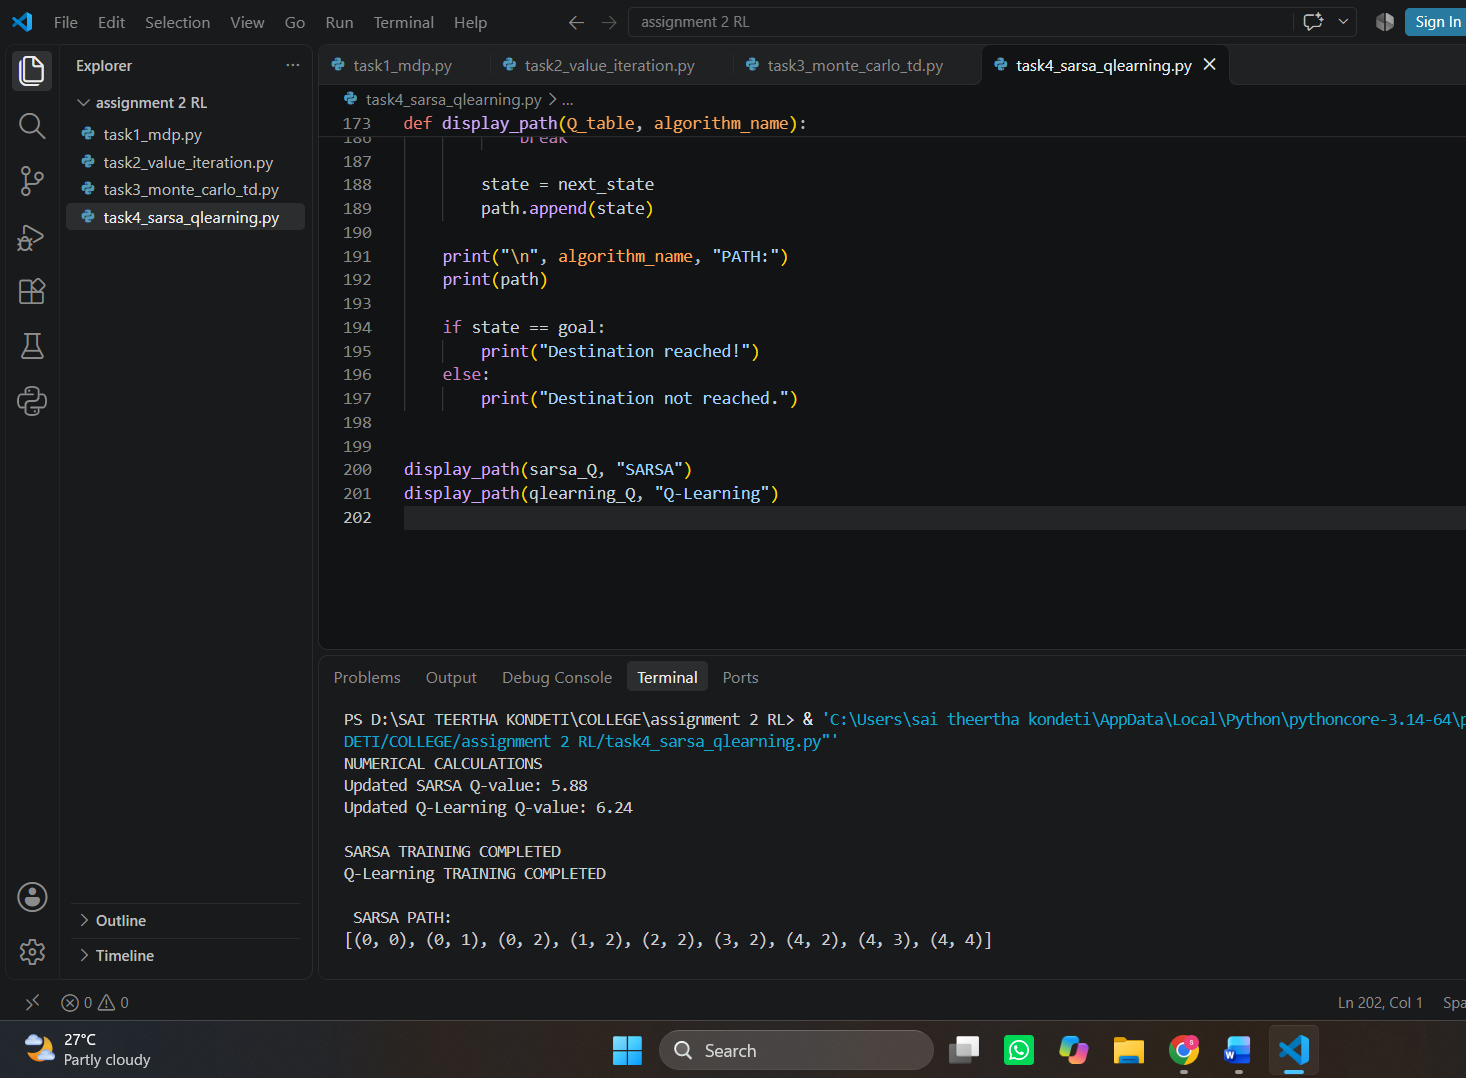 File Edit Selection View Go Run Terminal Help
assignment 2 RL
Sign In
Explorer
assignment 2 RL
task1_mdp.py
task2_value_iteration.py
task3_monte_carlo_td.py
task4_sarsa_qlearning.py
Outline
Timeline
task1_mdp.py task2_value_iteration.py task3_monte_carlo_td.py task4_sarsa_qlearning.py
task4_sarsa_qlearning.py > ...
173 def display_path(Q_table, algorithm_name):
186 break
187
188 state = next_state
189 path.append(state)
190
191 print("\n", algorithm_name, "PATH:")
192 print(path)
193
194 if state == goal:
195 print("Destination reached!")
196 else:
197 print("Destination not reached.")
198
199
200 display_path(sarsa_Q, "SARSA")
201 display_path(qlearning_Q, "Q-Learning")
202
Problems Output Debug Console Terminal Ports
PS D:\SAI TEERTHA KONDETI\COLLEGE\assignment 2 RL> & 'C:\Users\sai theertha kondeti\AppData\Local\Python\pythoncore-3.14-64\p
DETI/COLLEGE/assignment 2 RL/task4_sarsa_qlearning.py"'
NUMERICAL CALCULATIONS
Updated SARSA Q-value: 5.88
Updated Q-Learning Q-value: 6.24
SARSA TRAINING COMPLETED
Q-Learning TRAINING COMPLETED
SARSA PATH:
[(0, 0), (0, 1), (0, 2), (1, 2), (2, 2), (3, 2), (4, 2), (4, 3), (4, 4)]
0 0
Ln 202, Col 1 Spa
27°C
Partly cloudy
Search